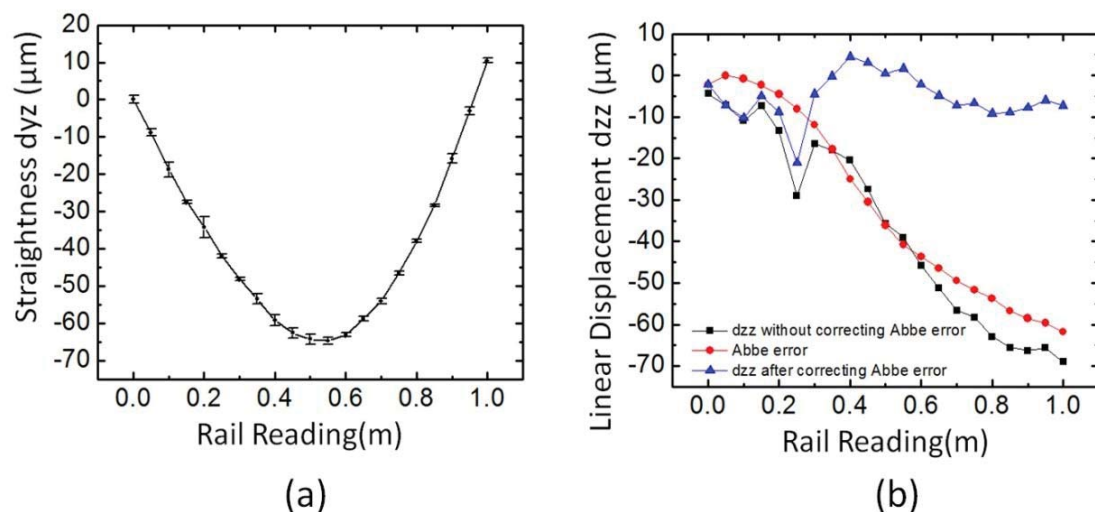 20
10
0
-10
-20
-30
-40
-50
-60
-70
Straightness dyz (μm)
0.0 0.2 0.4 0.6 0.8 1.0
Rail Reading(m)
(a)
10
0
-10
-20
-30
-40
-50
-60
-70
Linear Displacement dzz (μm)
dzz without correcting Abbe error
Abbe error
dzz after correcting Abbe error
0.0 0.2 0.4 0.6 0.8 1.0
Rail Reading(m)
(b)